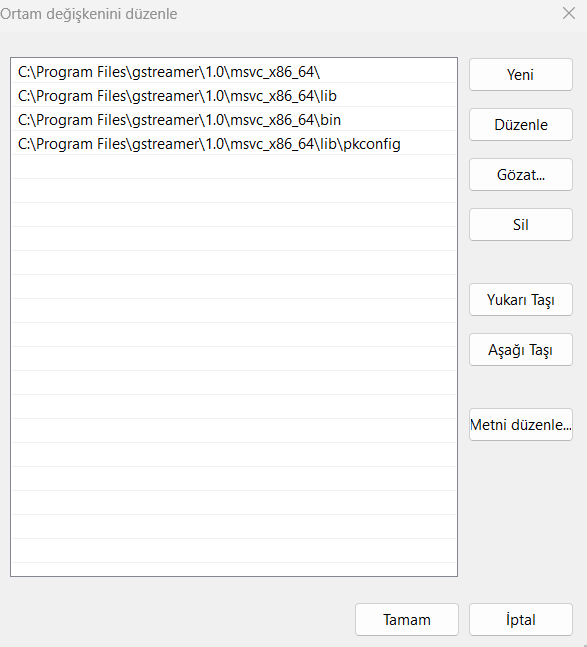 Ortam değişkenini düzenle
C:\Program Files\gstreamer\1.0\msvc_x86_64\
C:\Program Files\gstreamer\1.0\msvc_x86_64\lib
C:\Program Files\gstreamer\1.0\msvc_x86_64\bin
C:\Program Files\gstreamer\1.0\msvc_x86_64\lib\pkconfig
Yeni
Düzenle
Gözat...
Sil
Yukarı Taşı
Aşağı Taşı
Metni düzenle...
Tamam
İptal